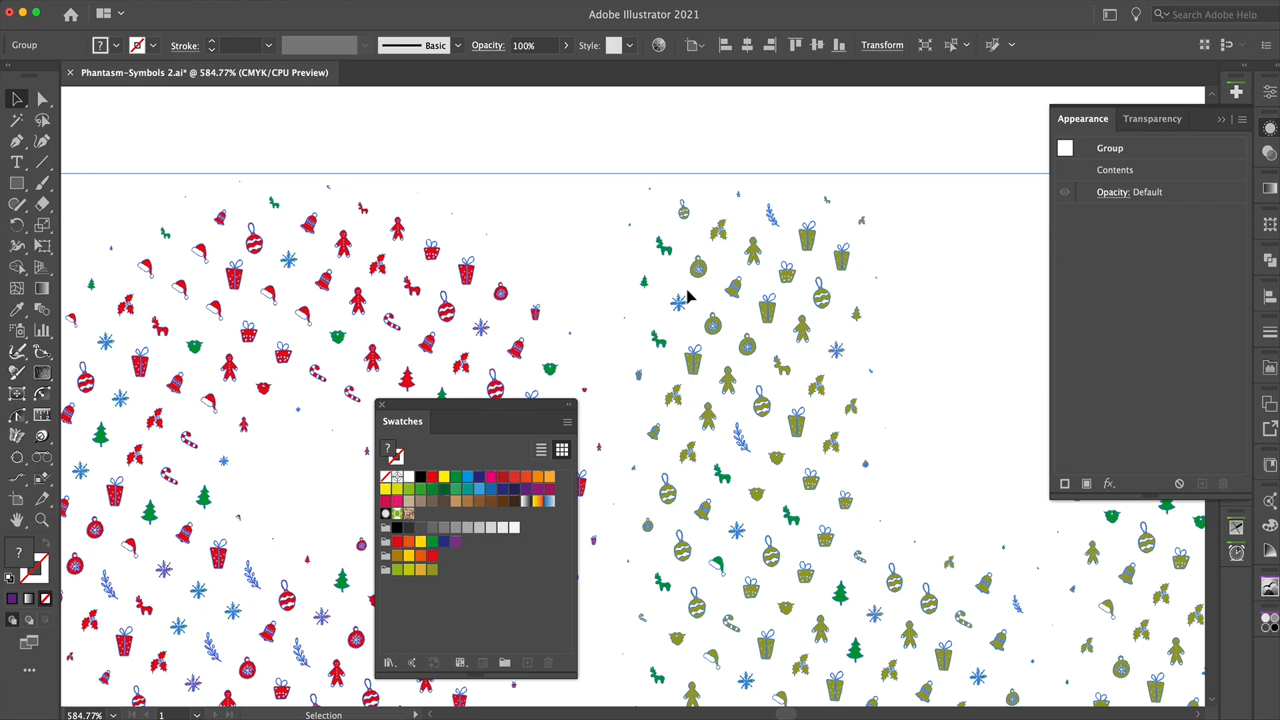 Adobe Illustrator 2021
Search Adobe Help
Group
?
Stroke:
Basic
Opacity:
100%
Style:
Transform
× Phantasm-Symbols 2.ai* @ 584.77% (CMYK/CPU Preview)
Appearance
Transparency
Group
Contents
Opacity: Default
Swatches
?
fx.
?
584.77%
1
Selection